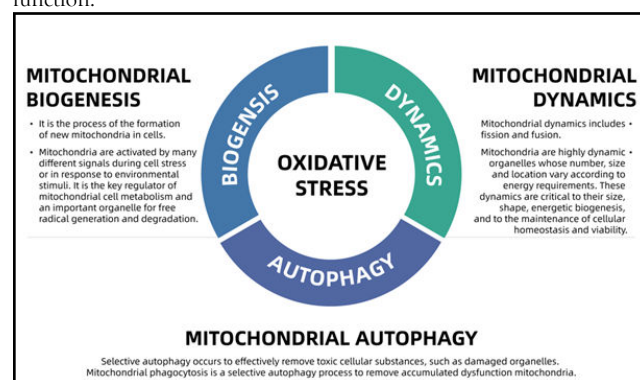 function.
MITOCHONDRIAL
BIOGENESIS
• It is the process of the formation
of new mitochondria in cells.
• Mitochondria are activated by many
different signals during cell stress
or in response to environmental
stimuli. It is the key regulator of
mitochondrial cell metabolism and
an important organelle for free
radical generation and degradation.
BIOGENSIS
DYNAMICS
OXIDATIVE
STRESS
AUTOPHAGY
MITOCHONDRIAL
DYNAMICS
Mitochondrial dynamics includes •
fission and fusion.
Mitochondria are highly dynamic •
organelles whose number, size
and location vary according to
energy requirements. These
dynamics are critical to their size,
shape, energetic biogenesis,
and to the maintenance of cellular
homeostasis and viability.
MITOCHONDRIAL AUTOPHAGY
Selective autophagy occurs to effectively remove toxic cellular substances, such as damaged organelles.
Mitochondrial phagocytosis is a selective autophagy process to remove accumulated dysfunction mitochondria.